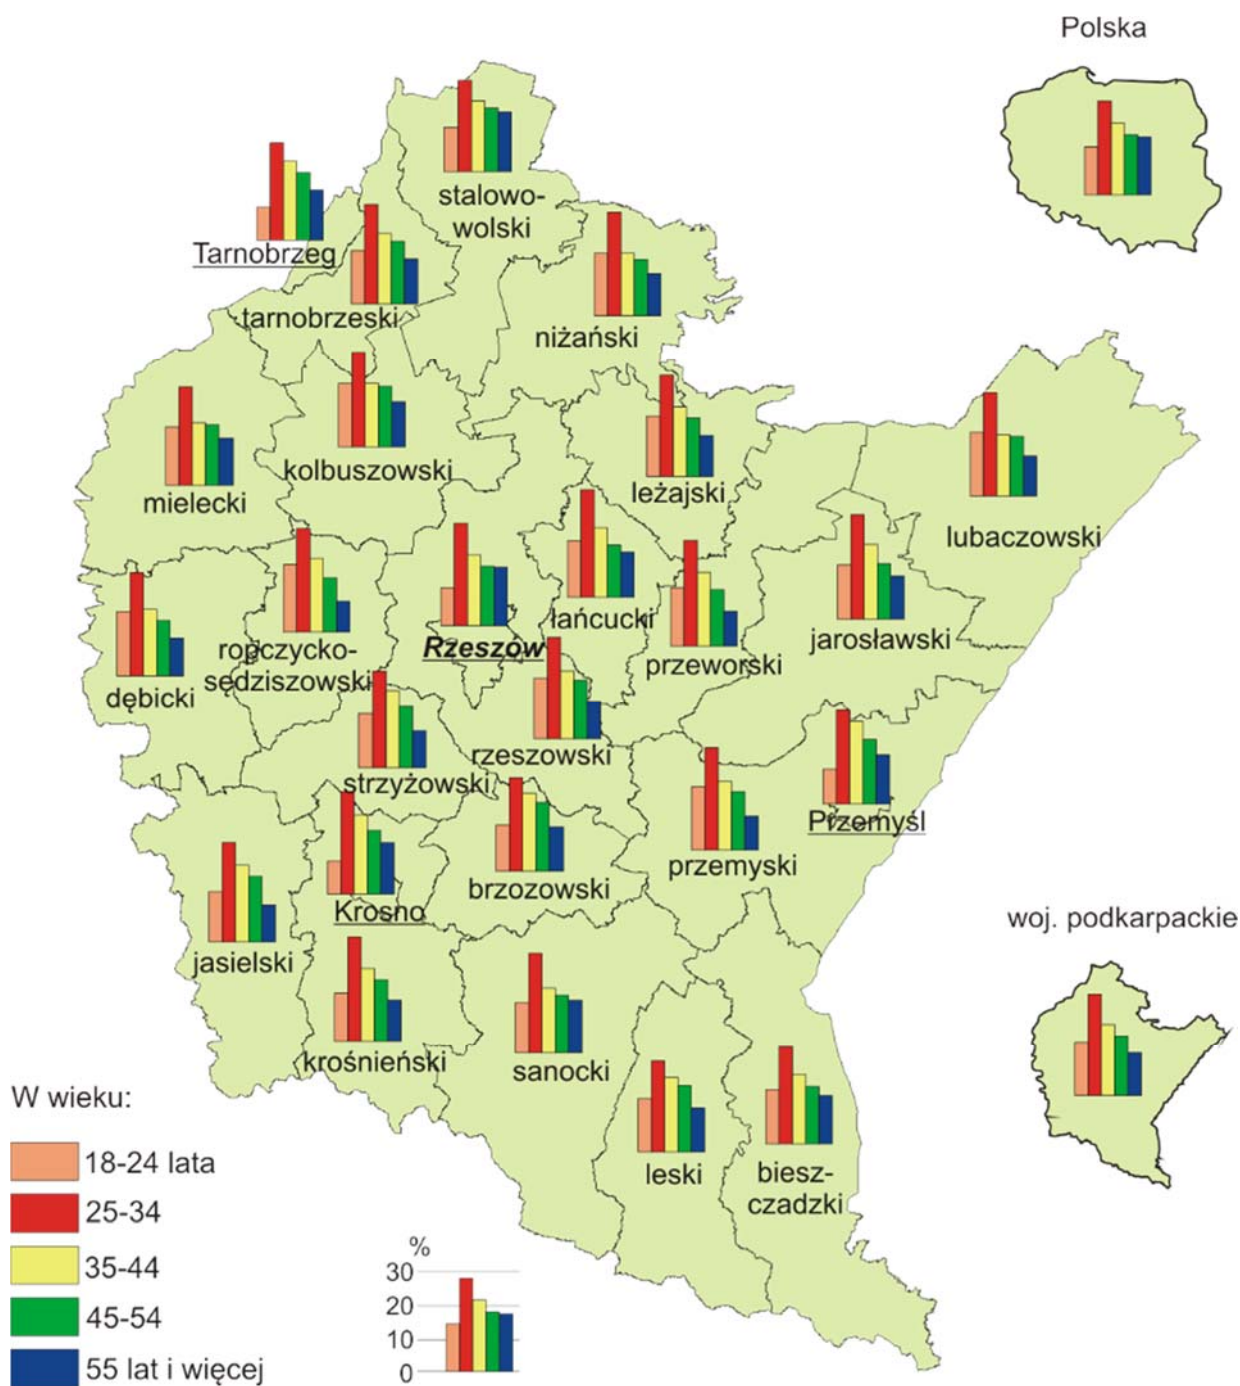 Polska
stalowo-
wolski
Tarnobrzeg
tarnobrzeski
niżański
kolbuszowski
mielecki
leżajski
lubaczowski
łańcucki
jarosławski
ropczycko-
sędziszowski
Rzeszów
przeworski
dębicki
rzeszowski
strzyżowski
Przemyśl
przemyski
brzozowski
Krosno
woj. podkarpackie
jasielski
krośnieński
sanocki
leski
biesz-
czadzki
W wieku:
18-24 lata
25-34
35-44
45-54
55 lat i więcej
%
30
20
10
0